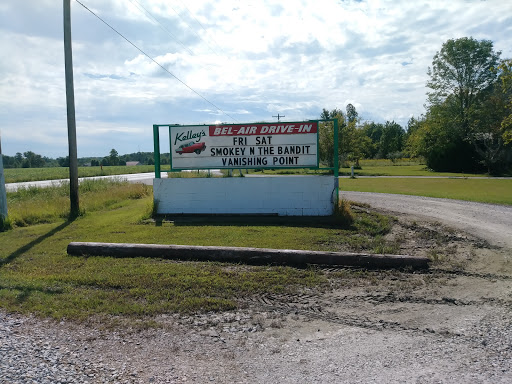 Kelley's
BEL-AIR DRIVE-IN
FRI SAT
SMOKEY N THE BANDIT
VANISHING POINT